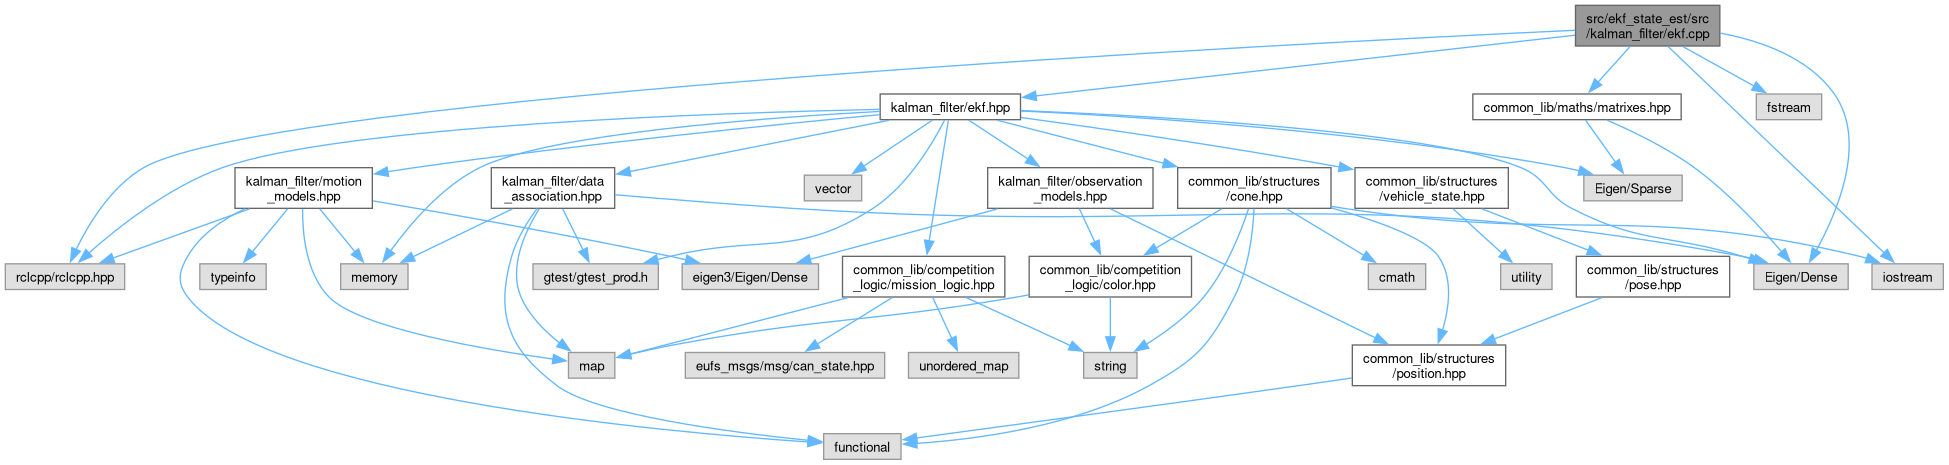 src/ekf_state_est/src
/kalman_filter/ekf.cpp
kalman_filter/ekf.hpp
common_lib/maths/matrixes.hpp
fstream
kalman_filter/motion
_models.hpp
kalman_filter/data
_association.hpp
vector
kalman_filter/observation
_models.hpp
common_lib/structures
/cone.hpp
common_lib/structures
/vehicle_state.hpp
Eigen/Sparse
rclcpp/rclcpp.hpp
typeinfo
memory
gtest/gtest_prod.h
eigen3/Eigen/Dense
common_lib/competition
_logic/mission_logic.hpp
common_lib/competition
_logic/color.hpp
cmath
utility
common_lib/structures
/pose.hpp
Eigen/Dense
iostream
map
eufs_msgs/msg/can_state.hpp
unordered_map
string
common_lib/structures
/position.hpp
functional